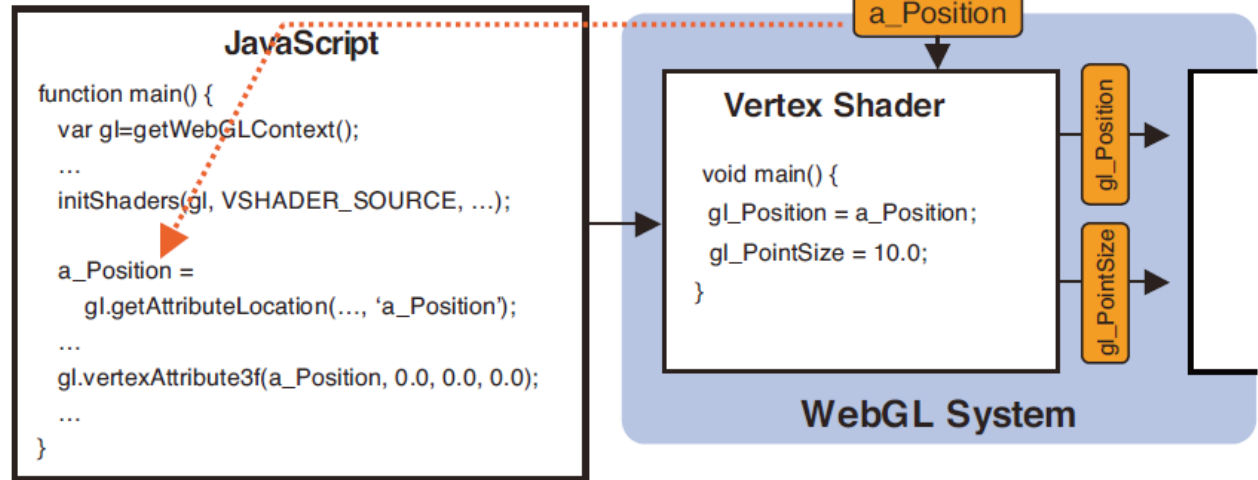 a_Position
JavaScript
function main() {
var gl=getWebGLContext();
…
initShaders(gl, VSHADER_SOURCE, …);
a_Position =
gl.getAttributeLocation(…, ‘a_Position’);
…
gl.vertexAttribute3f(a_Position, 0.0, 0.0, 0.0);
…
}
Vertex Shader
void main() {
gl_Position = a_Position;
gl_PointSize = 10.0;
}
gl_Position
gl_PointSize
WebGL System